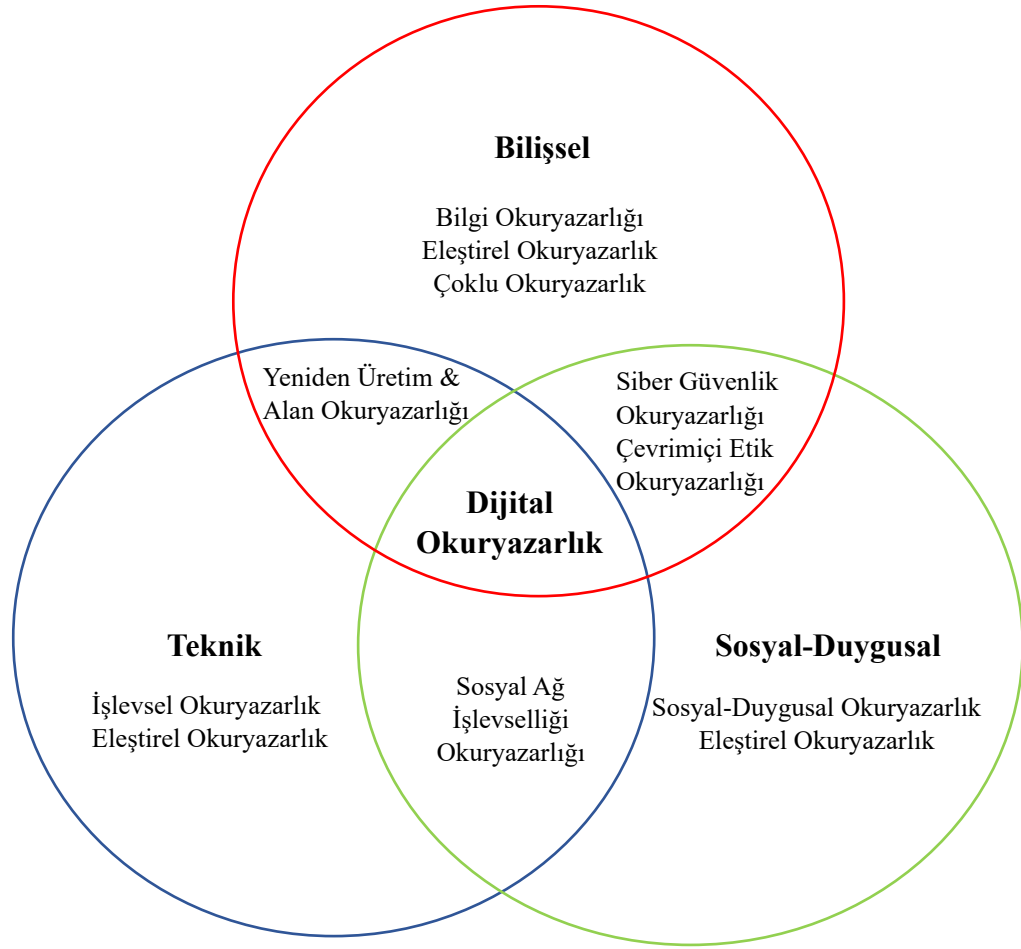 Bilişsel
Bilgi Okuryazarlığı
Eleştirel Okuryazarlık
Çoklu Okuryazarlık
Yeniden Üretim &
Alan Okuryazarlığı
Siber Güvenlik
Okuryazarlığı
Çevrimiçi Etik
Okuryazarlığı
Dijital
Okuryazarlık
Teknik
İşlevsel Okuryazarlık
Eleştirel Okuryazarlık
Sosyal Ağ
İşlevselliği
Okuryazarlığı
Sosyal-Duygusal
Sosyal-Duygusal Okuryazarlık
Eleştirel Okuryazarlık